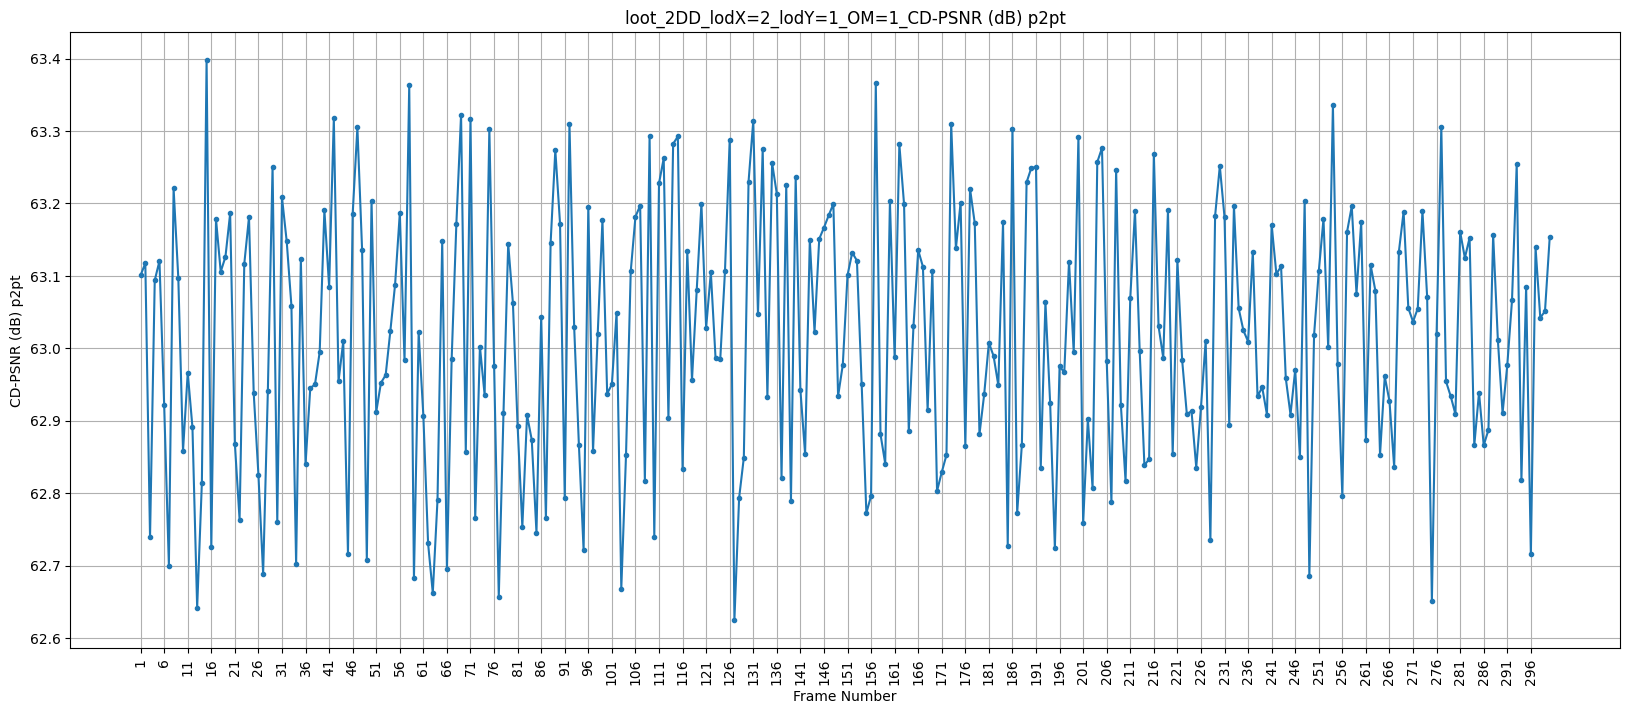 loot_2DD_lodX=2_lodY=1_OM=1_CD-PSNR (dB) p2pt
CD-PSNR (dB) p2pt
63.4
63.3
63.2
63.1
63.0
62.9
62.8
62.7
62.6
1 6 11 16 21 26 31 36 41 46 51 56 61 66 71 76 81 86 91 96 101 106 111 116 121 126 131 136 141 146 151 156 161 166 171 176 181 186 191 196 201 206 211 216 221 226 231 236 241 246 251 256 261 266 271 276 281 286 291 296
Frame Number